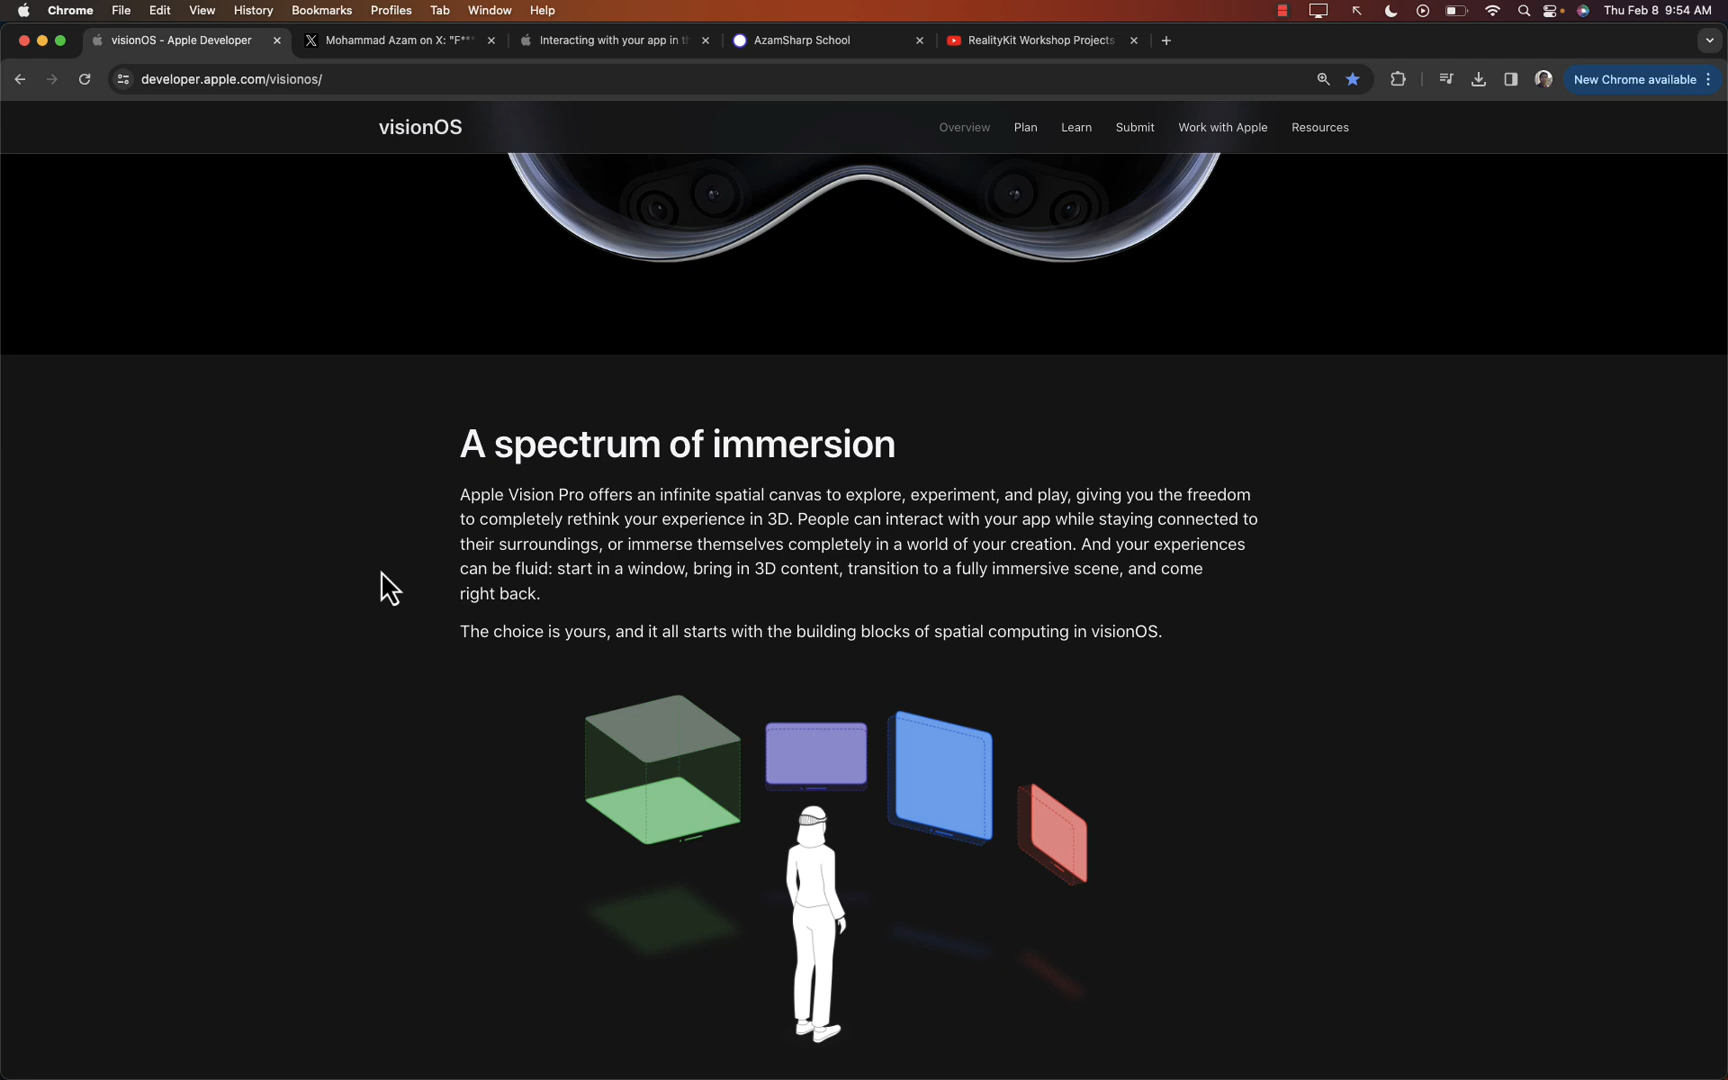 Chrome File Edit View History Bookmarks Profiles Tab Window Help Thu Feb 8 9:54 AM
visionOS - Apple Developer Mohammad Azam on X: "F*** Interacting with your app in th AzamSharp School RealityKit Workshop Projects
developer.apple.com/visionos/ New Chrome available
visionOS Overview Plan Learn Submit Work with Apple Resources
A spectrum of immersion
Apple Vision Pro offers an infinite spatial canvas to explore, experiment, and play, giving you the freedom
to completely rethink your experience in 3D. People can interact with your app while staying connected to
their surroundings, or immerse themselves completely in a world of your creation. And your experiences
can be fluid: start in a window, bring in 3D content, transition to a fully immersive scene, and come
right back.
The choice is yours, and it all starts with the building blocks of spatial computing in visionOS.